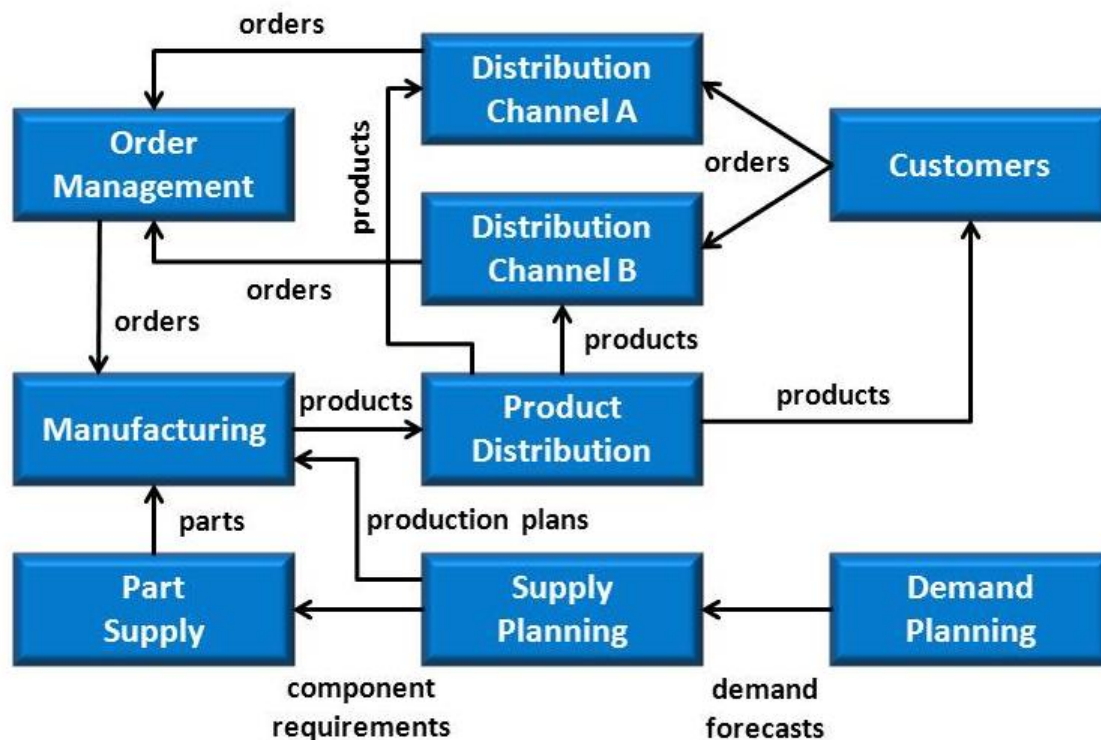 orders
Distribution
Channel A
products
Order
Management
orders
Customers
Distribution
Channel B
orders
orders
products
Manufacturing
products
Product
Distribution
products
parts
production plans
Part
Supply
Supply
Planning
Demand
Planning
component
requirements
demand
forecasts